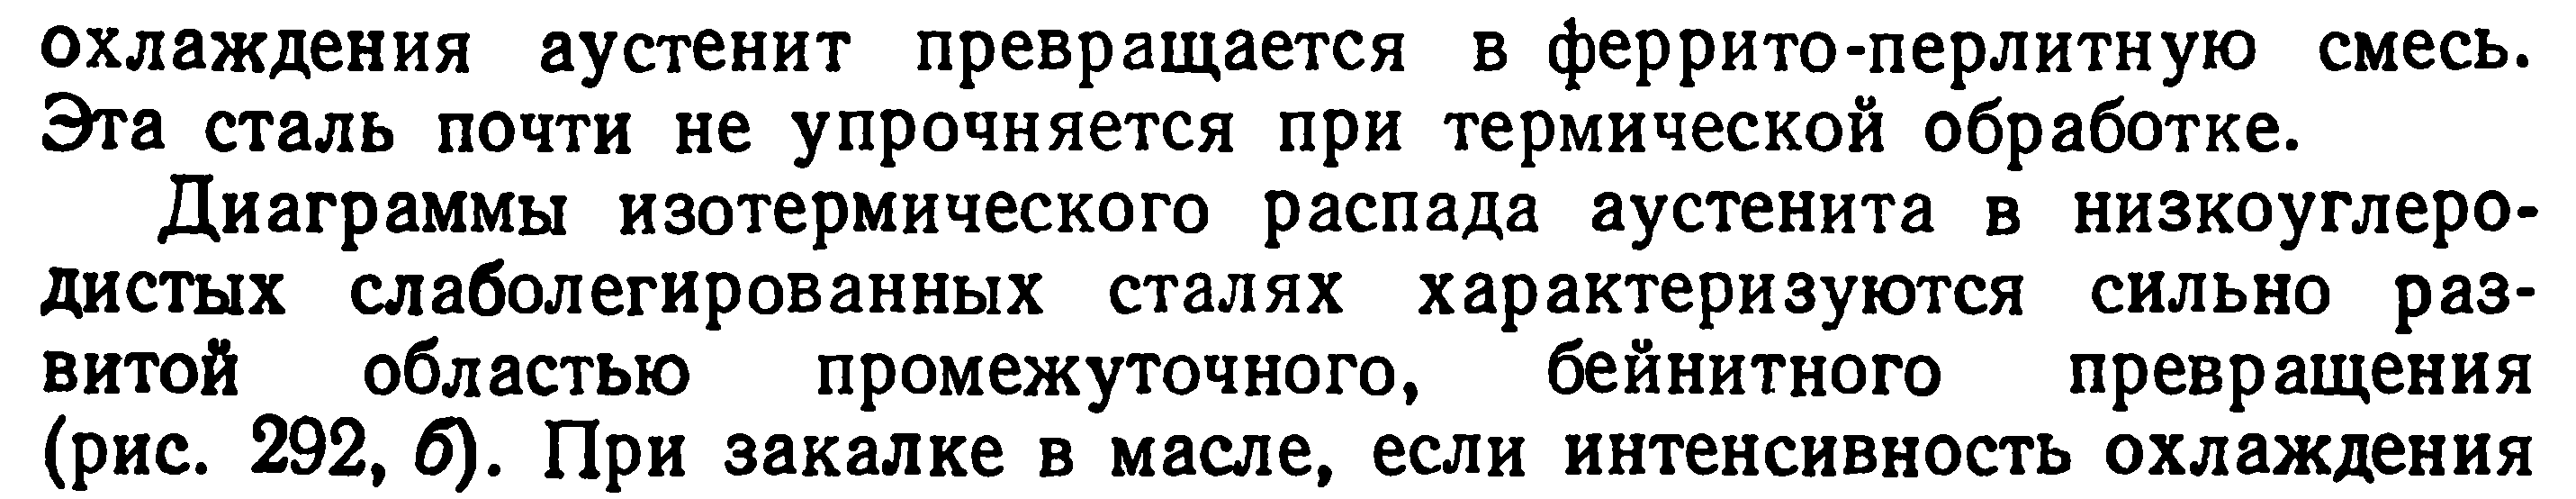 охлаждения аустенит превращается в феррито-перлитную смесь.
Эта сталь почти не упрочняется при термической обработке.
Диаграммы изотермического распада аустенита в низкоуглеро-
дистых слаболегированных сталях характеризуются сильно раз-
витой областью промежуточного, бейнитного превращения
(рис. 292, б). При закалке в масле, если интенсивность охлаждения